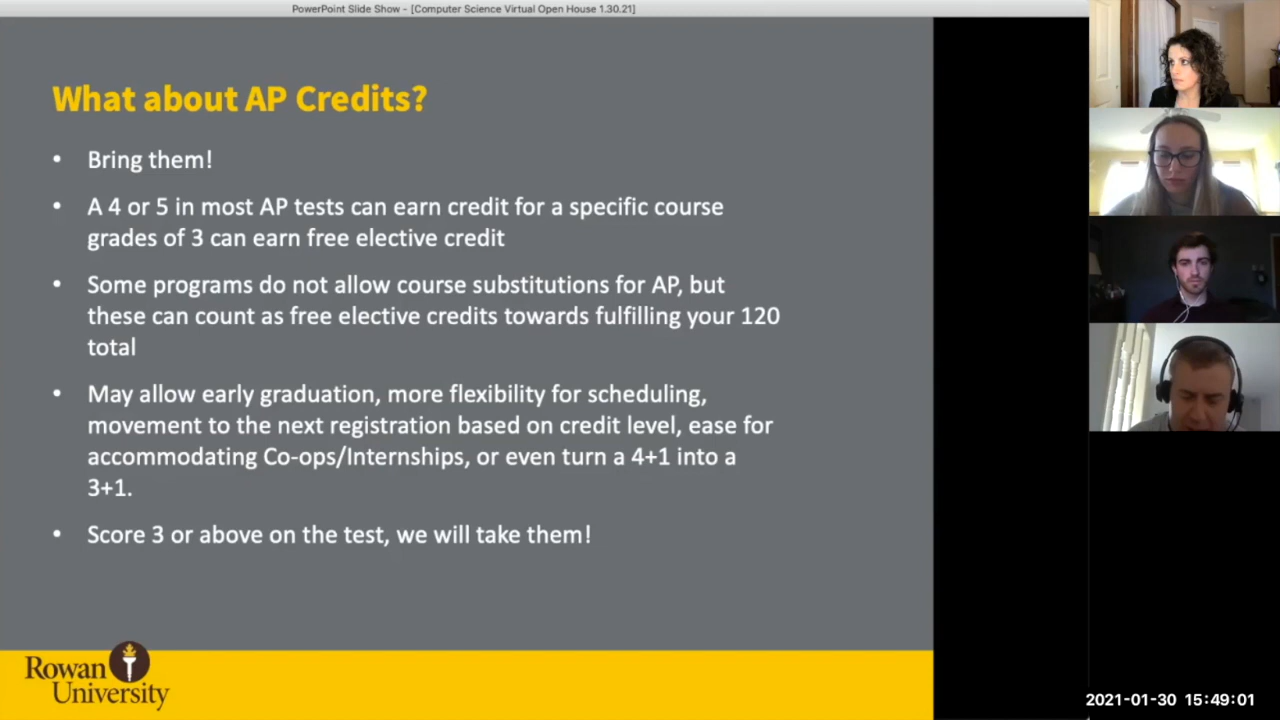 PowerPoint Slide Show - [Computer Science Virtual Open House 1.30.21]
What about AP Credits?
• Bring them!
• A 4 or 5 in most AP tests can earn credit for a specific course
grades of 3 can earn free elective credit
• Some programs do not allow course substitutions for AP, but
these can count as free elective credits towards fulfilling your 120
total
• May allow early graduation, more flexibility for scheduling,
movement to the next registration based on credit level, ease for
accommodating Co-ops/Internships, or even turn a 4+1 into a
3+1.
• Score 3 or above on the test, we will take them!
Rowan
University
2021-01-30 15:49:01